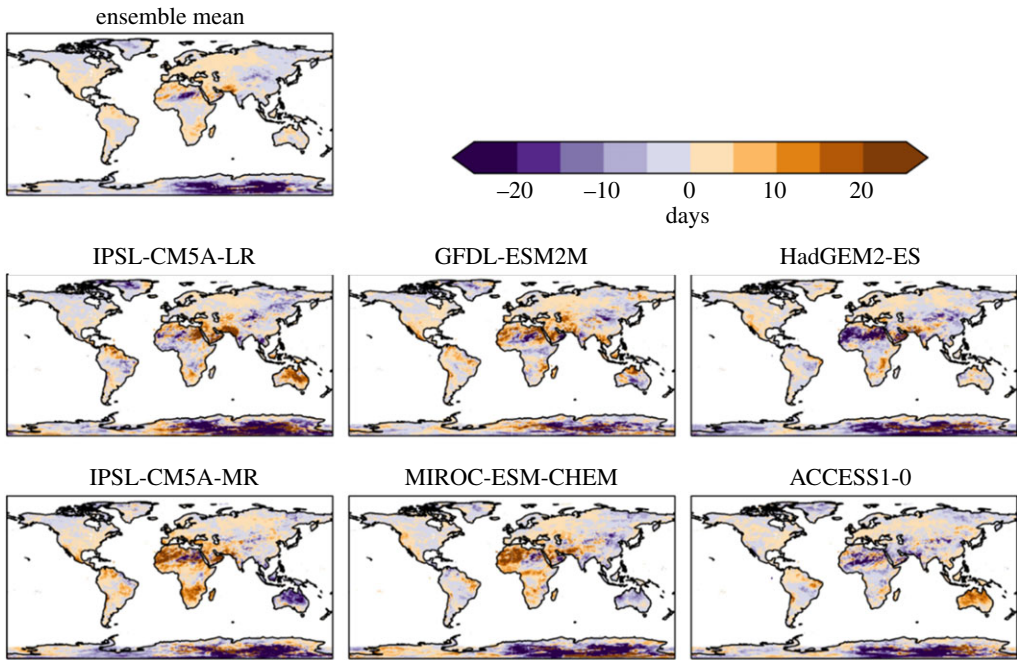 ensemble mean
–20 –10 0 10 20
days
IPSL-CM5A-LR GFDL-ESM2M HadGEM2-ES
IPSL-CM5A-MR MIROC-ESM-CHEM ACCESS1-0